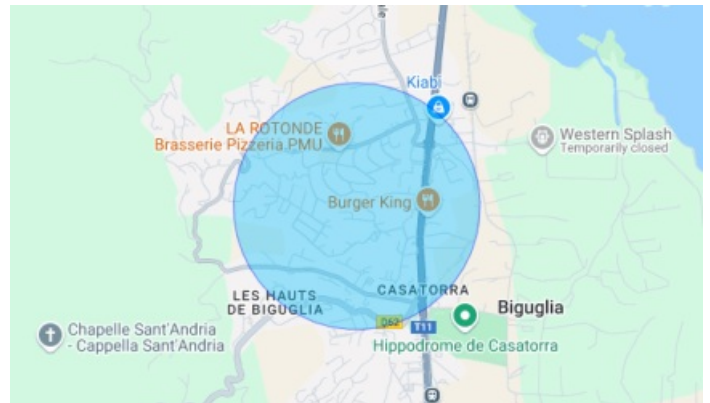 Kiabi
LA ROTONDE
Brasserie Pizzeria PMU
Western Splash
Temporarily closed
Burger King
CASATORRA
LES HAUTS
DE BIGUGLIA
Biguglia
D62
T11
Chapelle Sant'Andria
- Cappella Sant'Andria
Hippodrome de Casatorra